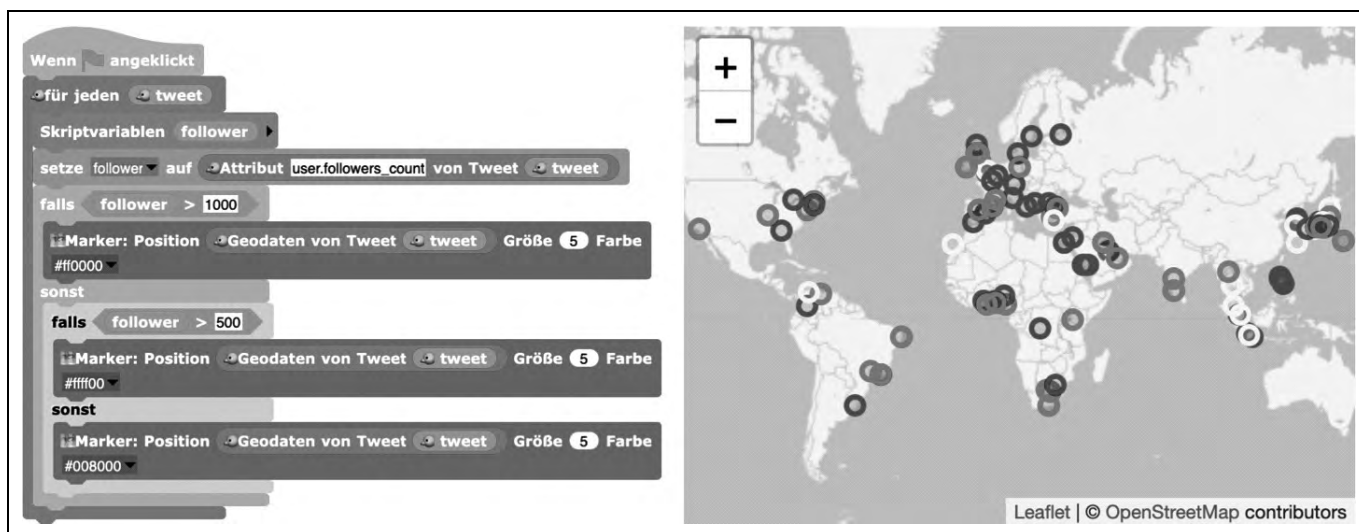 Wenn angeklickt
für jeden tweet
Skriptvariablen follower
setze follower auf Attribut user.followers_count von Tweet tweet
falls follower > 1000
Marker: Position Geodaten von Tweet tweet Größe 5 Farbe
#ff0000
sonst
falls follower > 500
Marker: Position Geodaten von Tweet tweet Größe 5 Farbe
#ffff00
sonst
Marker: Position Geodaten von Tweet tweet Größe 5 Farbe
#008000
+
−
Leaflet | © OpenStreetMap contributors